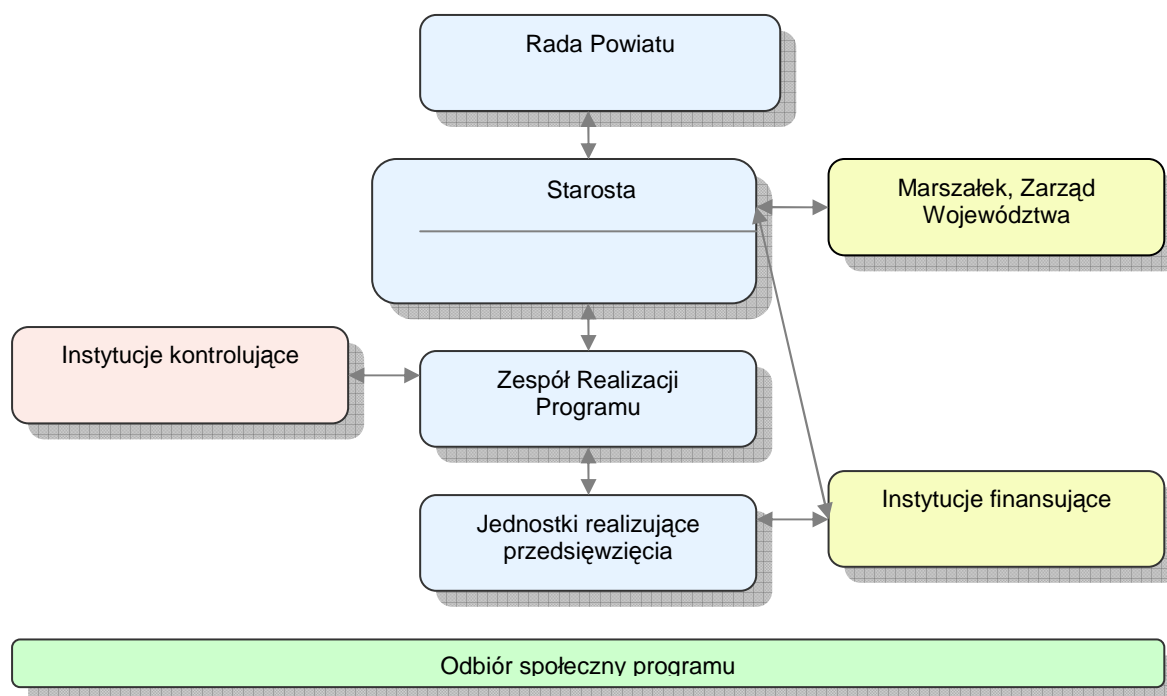 Rada Powiatu
Starosta
Marszałek, Zarząd
Województwa
Instytucje kontrolujące
Zespół Realizacji
Programu
Instytucje finansujące
Jednostki realizujące
przedsięwzięcia
Odbiór społeczny programu